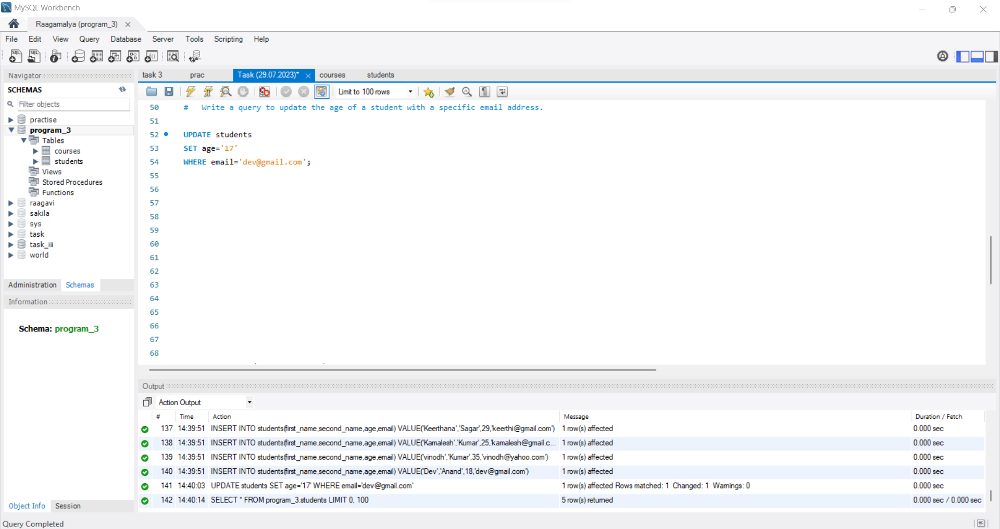 MySQL Workbench
Raagamalya (program_3)
File Edit View Query Database Server Tools Scripting Help
Navigator
SCHEMAS
Filter objects
practise
program_3
Tables
courses
students
Views
Stored Procedures
Functions
raagavi
sakila
sys
task
task_iii
world
Administration Schemas
Information
Schema: program_3
Object Info Session
task 3 prac Task (29.07.2023)* courses students
Limit to 100 rows
50 # Write a query to update the age of a student with a specific email address.
51
52 UPDATE students
53 SET age='17'
54 WHERE email='dev@gmail.com';
55
56
57
58
59
60
61
62
63
64
65
66
67
68
Output
Action Output
# Time Action Message Duration / Fetch
137 14:39:51 INSERT INTO students(first_name,second_name,age,email) VALUE('Keerthana','Sagar',29,'keerthi@gmail.com') 1 row(s) affected 0.000 sec
138 14:39:51 INSERT INTO students(first_name,second_name,age,email) VALUE('Kamalesh','Kumar',25,'kamalesh@gmail.c... 1 row(s) affected 0.000 sec
139 14:39:51 INSERT INTO students(first_name,second_name,age,email) VALUE('vinodh','Kumar',35,'vinodh@yahoo.com') 1 row(s) affected 0.000 sec
140 14:39:51 INSERT INTO students(first_name,second_name,age,email) VALUE('Dev','Anand',18,'dev@gmail.com') 1 row(s) affected 0.000 sec
141 14:40:03 UPDATE students SET age='17' WHERE email='dev@gmail.com' 1 row(s) affected Rows matched: 1 Changed: 1 Warnings: 0 0.000 sec
142 14:40:14 SELECT * FROM program_3.students LIMIT 0, 100 5 row(s) returned 0.000 sec / 0.000 sec
Query Completed